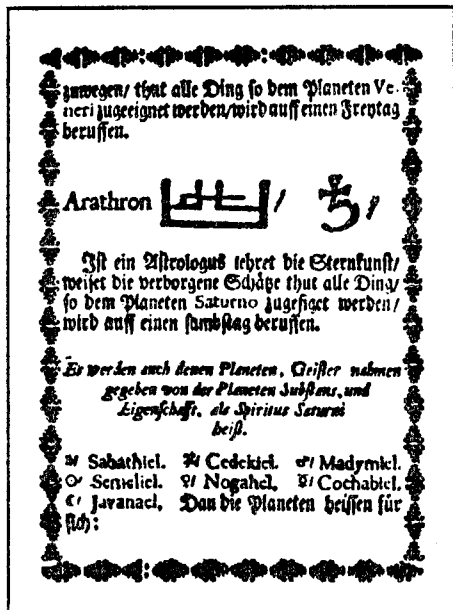 zuwegen/ thut alle Ding so dem Planeten Ve-
neri zugeeignet werden/wird auff einen Freytag
beruffen.
Arathron / ♄/
Ist ein Astrologus lehret die Sternkunst/
weiset die verborgene Schätze thut alle Ding/
so dem Planeten Saturno zugefiget werden/
wird auff einen sambstag beruffen.
Es werden auch denen Planeten, Geister nahmen
gegeben von der Planeten Substans, und
Eigenschafft, als Spiritus Saturni
heist.
♄/ Sabathiel. ♃/ Cedekiel. ♂/ Madymiel.
☉/ Semeliel. ♀/ Nogahel. ☿/ Cochabiel.
☾/ Javanael. Dan die Planeten heissen für
sich: